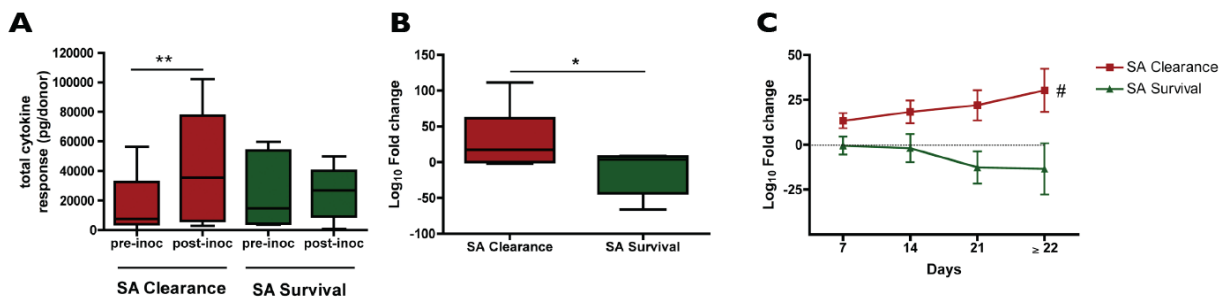 A
total cytokine
response (pg/donor)
120000
100000
80000
60000
40000
20000
0
**
pre-inoc post-inoc pre-inoc post-inoc
SA Clearance SA Survival
B
Log10 Fold change
150
100
50
0
-50
-100
*
SA Clearance SA Survival
C
Log10 Fold change
50
25
0
-25
#
7 14 21 ≥ 22
Days
SA Clearance
SA Survival